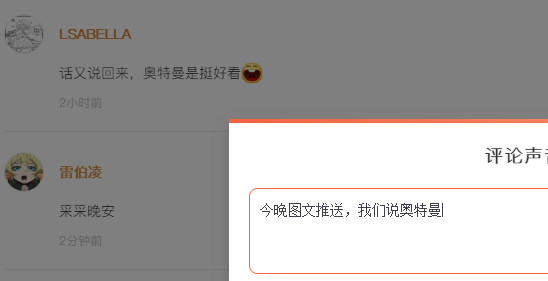 LSABELLA
话又说回来，奥特曼是挺好看
2小时前
评论声
雷伯凌
今晚图文推送，我们说奥特曼
采采晚安
2分钟前